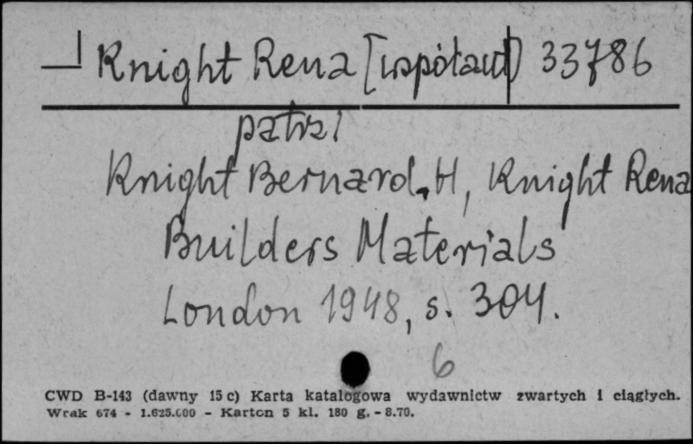 Knight Rena [współaut] 33786
patrz
Knight Bernard. H, Knight Rena
Builders Materials
London 1948, s. 304.
6
CWD B-143 (dawny 15 c) Karta katalogowa wydawnictw zwartych i ciągłych.
Wrak 674 - 1.625.000 - Karton 5 kl. 180 g. - 8.70.